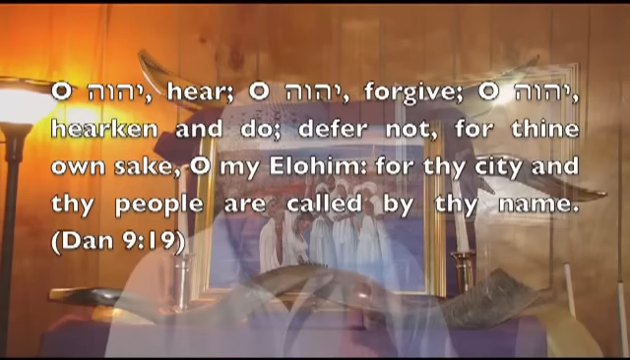 O יהוה, hear; O יהוה, forgive; O יהוה,
hearken and do; defer not, for thine
own sake, O my Elohim: for thy city and
thy people are called by thy name.
(Dan 9:19)